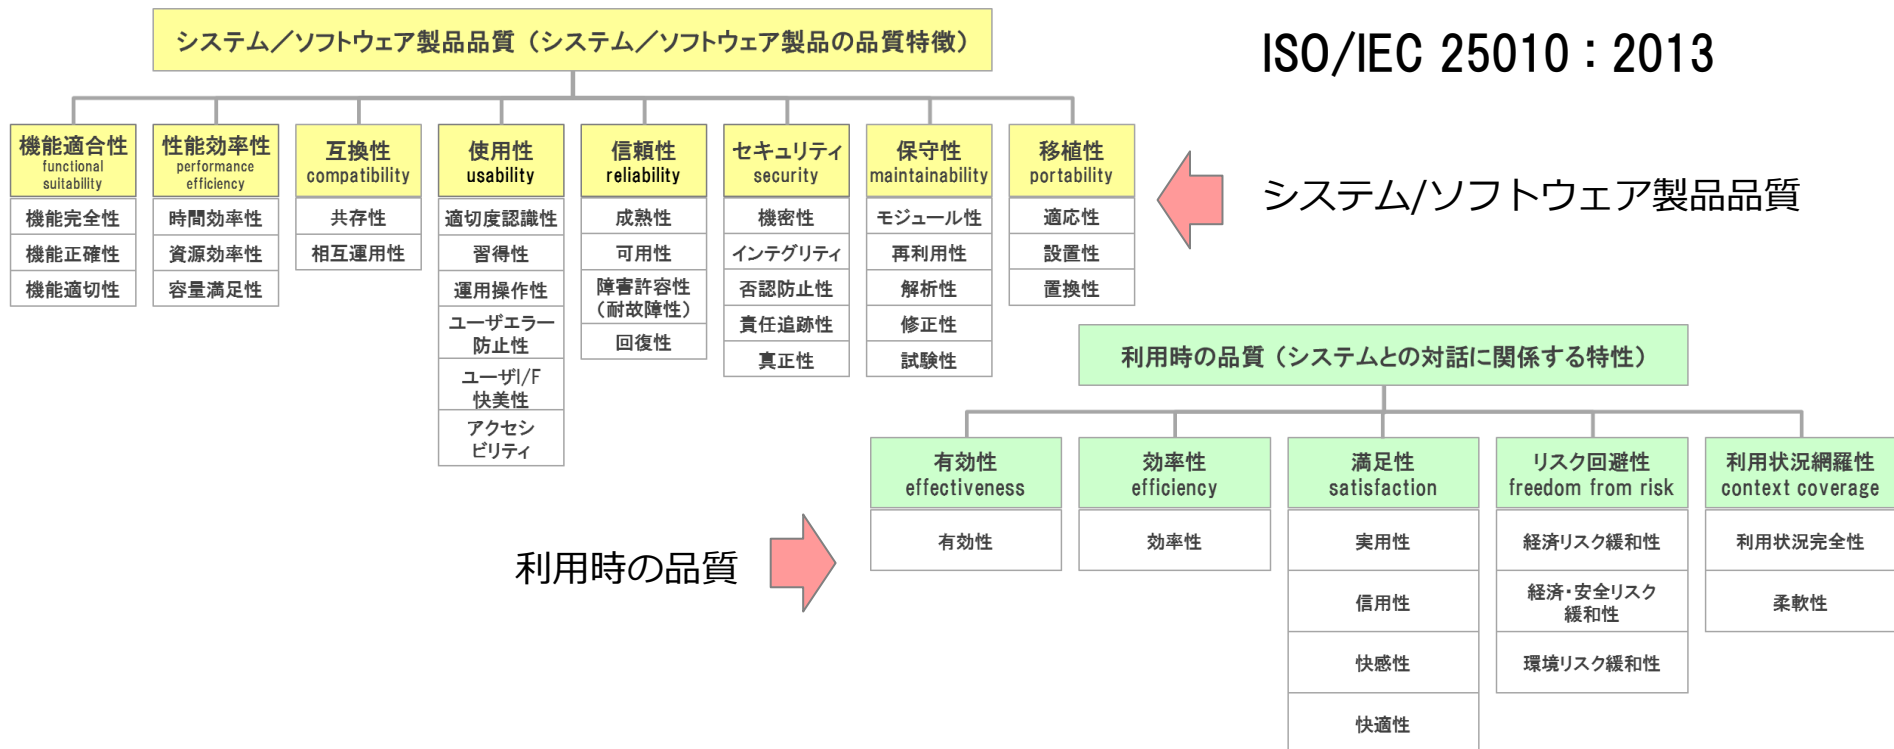 システム／ソフトウェア製品品質（システム／ソフトウェア製品の品質特徴）
ISO/IEC 25010：2013
機能適合性
functional
suitability
機能完全性
機能正確性
機能適切性
性能効率性
performance
efficiency
時間効率性
資源効率性
容量満足性
互換性
compatibility
共存性
相互運用性
使用性
usability
適切度認識性
習得性
運用操作性
ユーザエラー
防止性
ユーザI/F
快美性
アクセシ
ビリティ
信頼性
reliability
成熟性
可用性
障害許容性
（耐故障性）
回復性
セキュリティ
security
機密性
インテグリティ
否認防止性
責任追跡性
真正性
保守性
maintainability
モジュール性
再利用性
解析性
修正性
試験性
移植性
portability
適応性
設置性
置換性
システム/ソフトウェア製品品質
利用時の品質（システムとの対話に関係する特性）
利用時の品質
有効性
effectiveness
有効性
効率性
efficiency
効率性
満足性
satisfaction
実用性
信用性
快感性
快適性
リスク回避性
freedom from risk
経済リスク緩和性
経済・安全リスク
緩和性
環境リスク緩和性
利用状況網羅性
context coverage
利用状況完全性
柔軟性